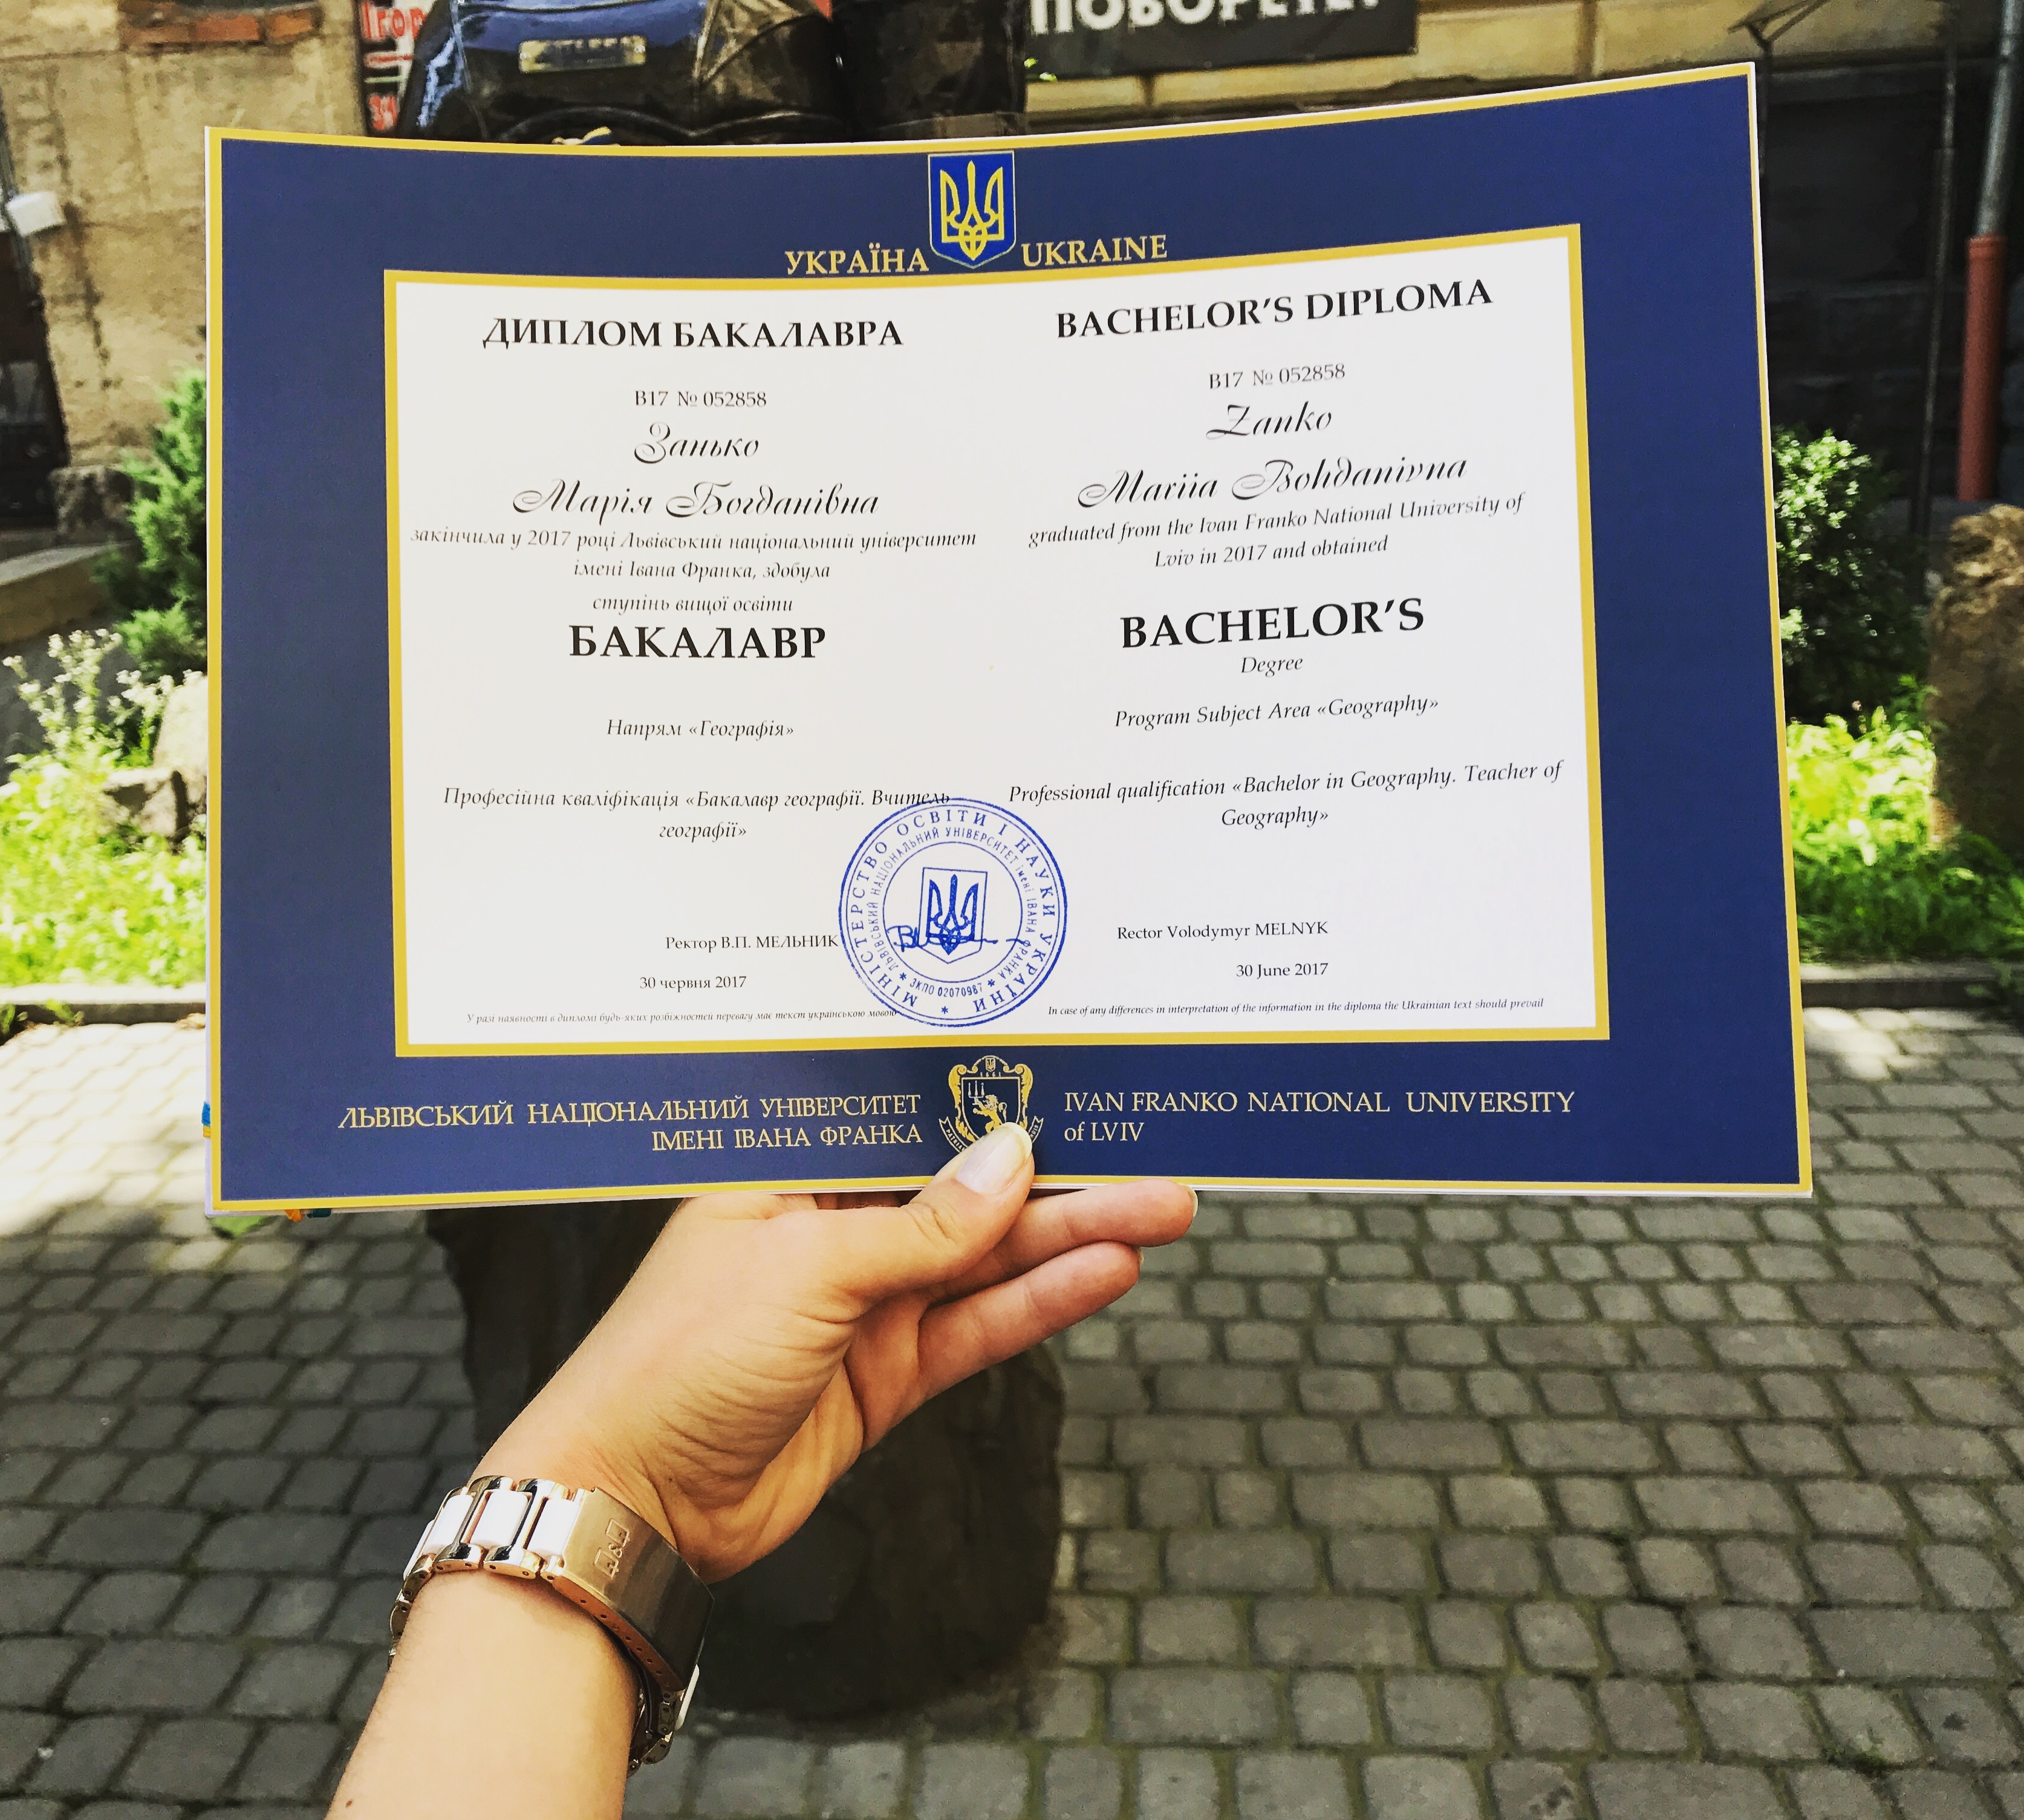 ПОВОРЕТЕ!
УКРАЇНА UKRAINE
ДИПЛОМ БАКАЛАВРА
В17 № 052858
Занько
Марія Богданівна
закінчила у 2017 році Львівський національний університет
імені Івана Франка, здобула
ступінь вищої освіти
БАКАЛАВР
Напрям «Географія»
Професійна кваліфікація «Бакалавр географії. Вчитель
географії»
Ректор В.П. МЕЛЬНИК
30 червня 2017
У разі наявності в дипломі будь-яких розбіжностей перевагу має текст українською мовою
BACHELOR'S DIPLOMA
B17 № 052858
Zanko
Mariia Bohdanivna
graduated from the Ivan Franko National University of
Lviv in 2017 and obtained
BACHELOR'S
Degree
Program Subject Area «Geography»
Professional qualification «Bachelor in Geography. Teacher of
Geography»
Rector Volodymyr MELNYK
30 June 2017
In case of any differences in interpretation of the information in the diploma the Ukrainian text should prevail
МІНІСТЕРСТВО ОСВІТИ І НАУКИ УКРАЇНИ
ЛЬВІВСЬКИЙ НАЦІОНАЛЬНИЙ УНІВЕРСИТЕТ імені ІВАНА ФРАНКА
ЗКПО 02070987
ЛЬВІВСЬКИЙ НАЦІОНАЛЬНИЙ УНІВЕРСИТЕТ
ІМЕНІ ІВАНА ФРАНКА
1661
IVAN FRANKO NATIONAL UNIVERSITY
of LVIV